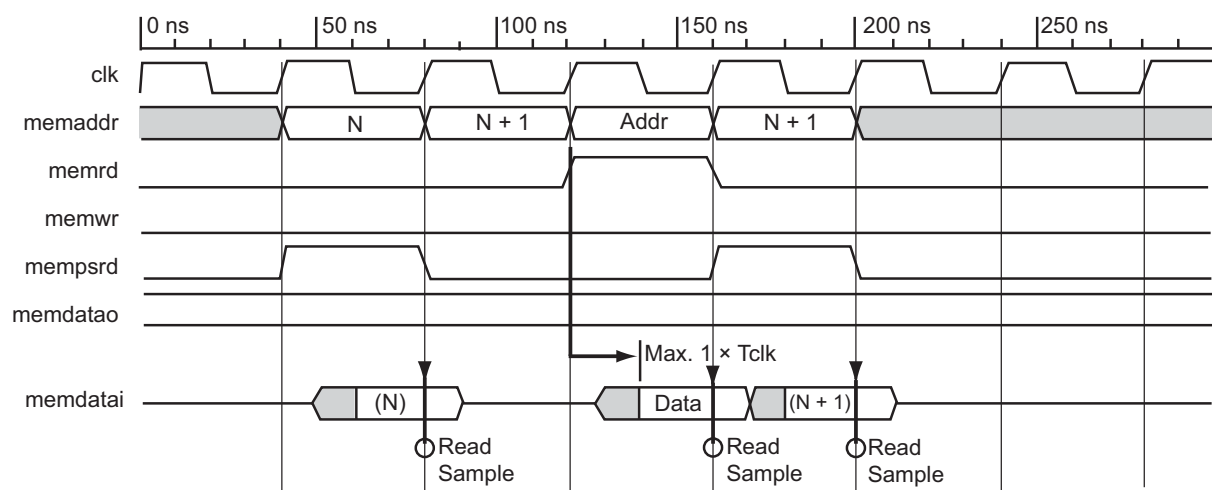 0 ns 50 ns 100 ns 150 ns 200 ns 250 ns
clk
memaddr N N + 1 Addr N + 1
memrd
memwr
mempsrd
memdatao
Max. 1 × Tclk
memdatai (N) Data (N + 1)
Read Read Read
Sample Sample Sample